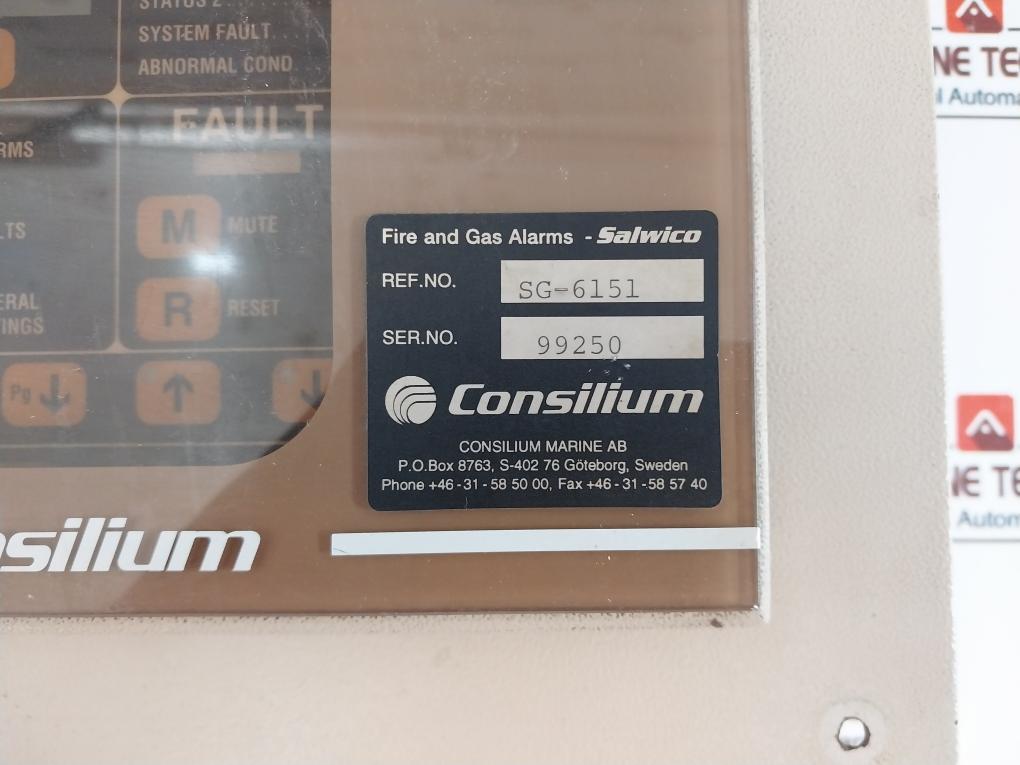 STATUS 2
SYSTEM FAULT
ABNORMAL COND
FAULT
RMS
M MUTE
LTS
R RESET
ERAL
TINGS
Pg ↓ ↑ ↓
Fire and Gas Alarms - Salwico
REF.NO. SG-6151
SER.NO. 99250
Consilium
CONSILIUM MARINE AB
P.O.Box 8763, S-402 76 Göteborg, Sweden
Phone +46 -31 - 58 50 00, Fax +46 - 31 -58 57 40
silium
NE TE
Automa
NE TE
Autom